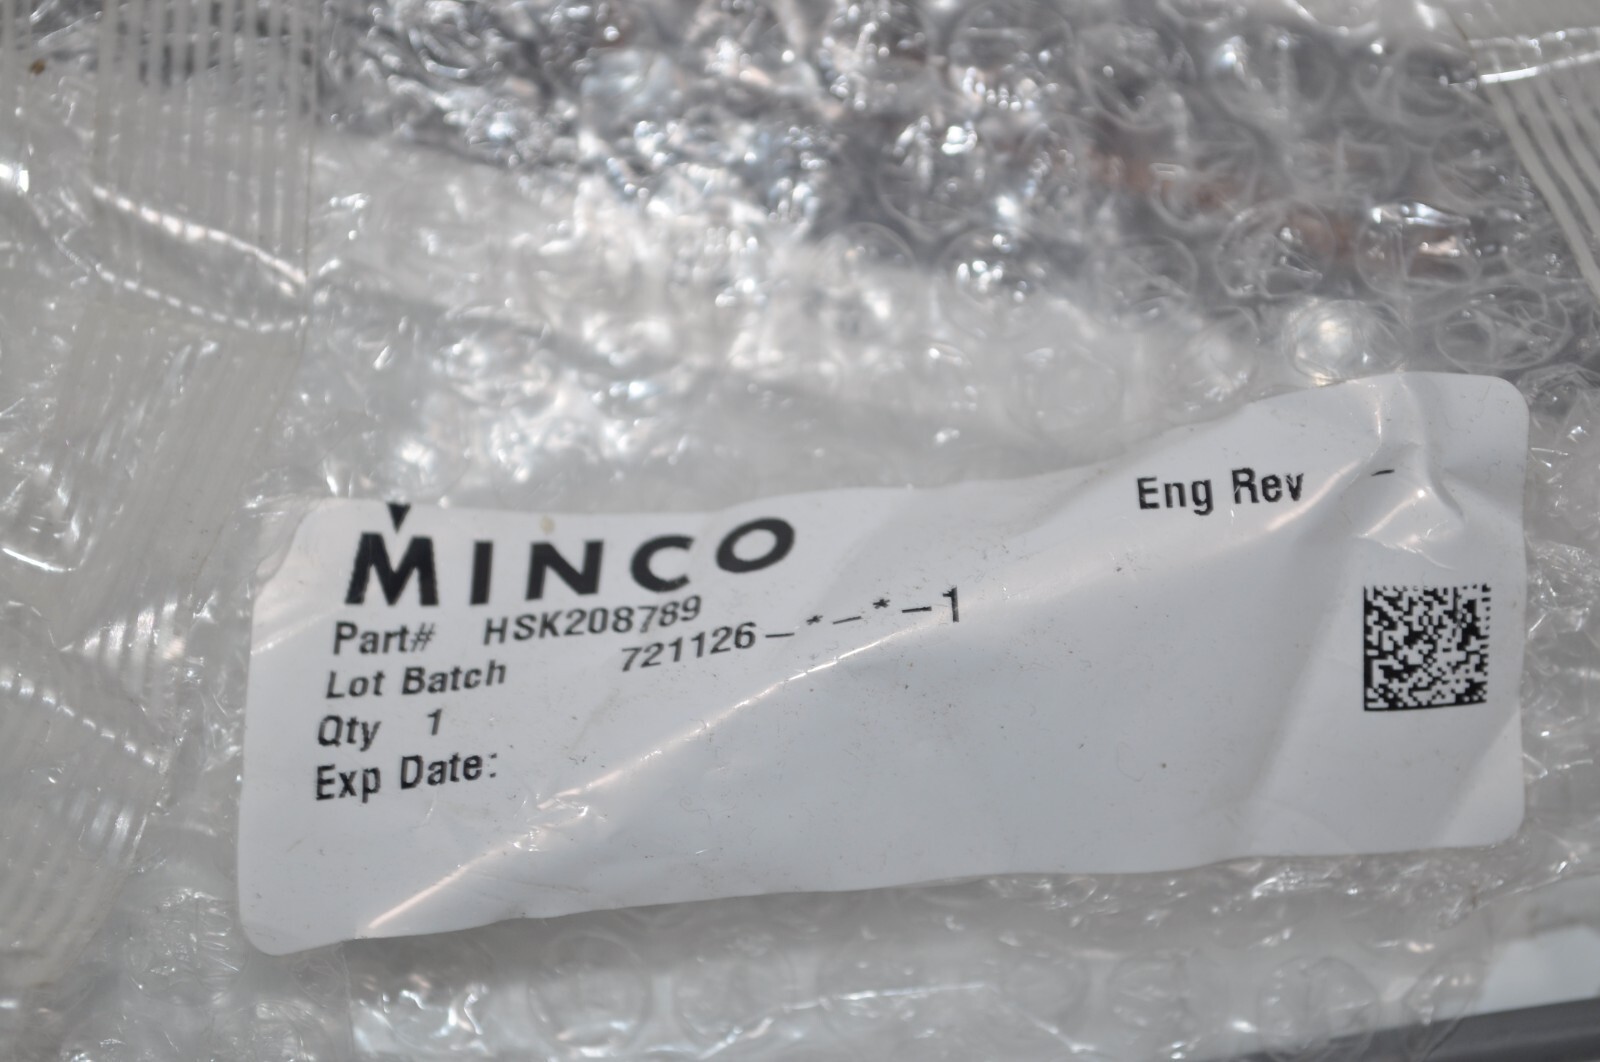 MINCO
Eng Rev -
Part# HSK208789
Lot Batch 721126-*-*-1
Qty 1
Exp Date: